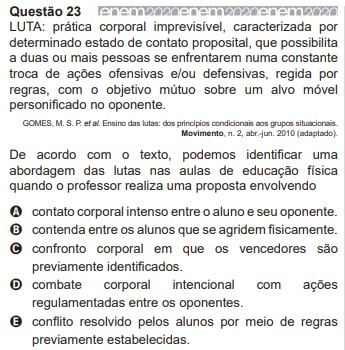 Questão 23 enem2020enem2020enem2020
LUTA: prática corporal imprevisível, caracterizada por
determinado estado de contato proposital, que possibilita
a duas ou mais pessoas se enfrentarem numa constante
troca de ações ofensivas e/ou defensivas, regida por
regras, com o objetivo mútuo sobre um alvo móvel
personificado no oponente.
GOMES, M. S. P. et al. Ensino das lutas: dos princípios condicionais aos grupos situacionais.
Movimento, n. 2, abr.-jun. 2010 (adaptado).
De acordo com o texto, podemos identificar uma
abordagem das lutas nas aulas de educação física
quando o professor realiza uma proposta envolvendo
A contato corporal intenso entre o aluno e seu oponente.
B contenda entre os alunos que se agridem fisicamente.
C confronto corporal em que os vencedores são
previamente identificados.
D combate corporal intencional com ações
regulamentadas entre os oponentes.
E conflito resolvido pelos alunos por meio de regras
previamente estabelecidas.